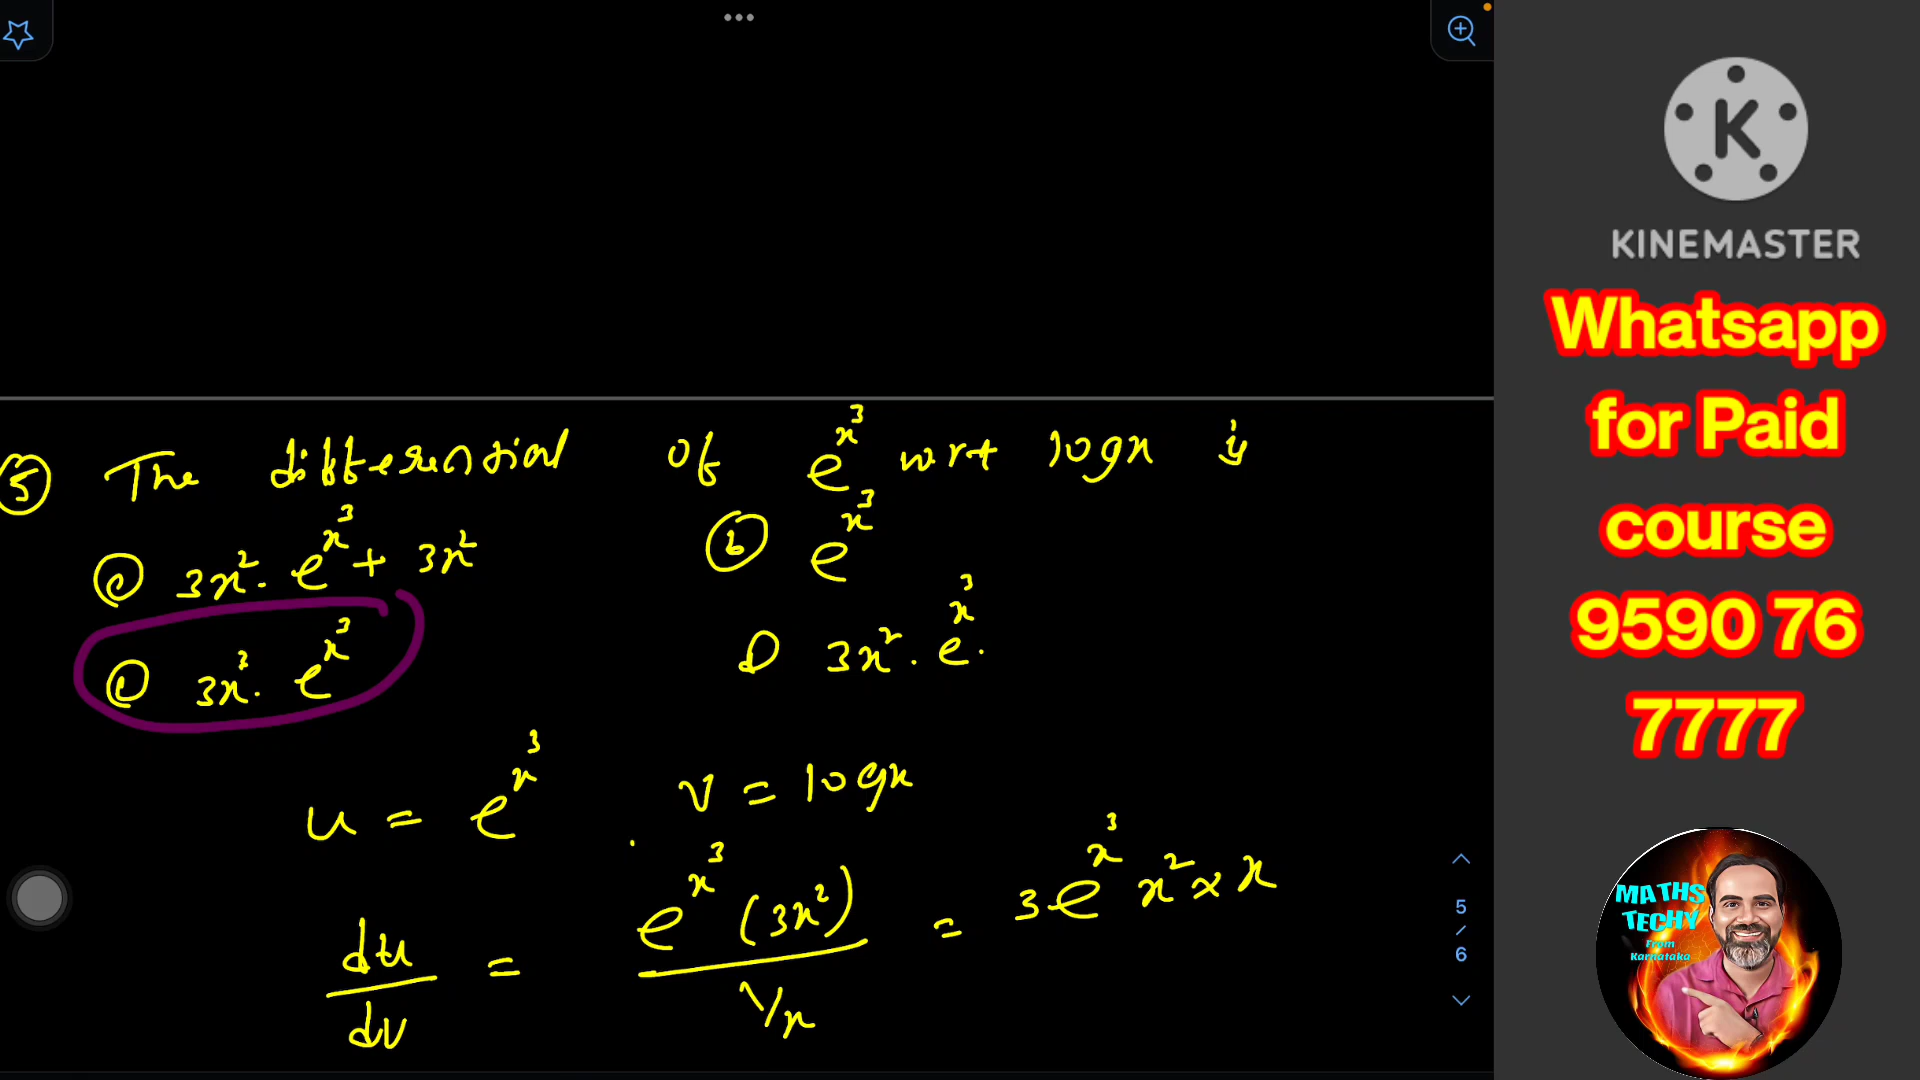 ⑤ The differential of e^x^3 wrt logx is
ⓐ 3x^2. e^x^3 + 3x^2 ⓑ e^x^3
ⓒ 3x^3. e^x^3 D 3x^2. e^x^3.
u = e^x^3 v = logx
du/dv = e^x^3 (3x^2) / 1/x = 3e^x^3 x^2 × x
5
/
6
K
KINEMASTER
Whatsapp
for Paid
course
9590 76
7777
MATHS
TECHY
From
Karnataka